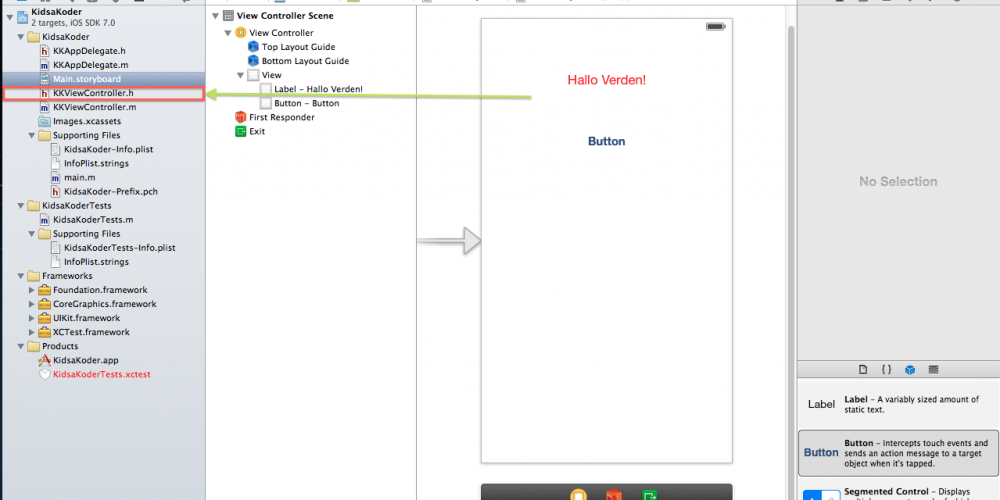 KidsaKoder
2 targets, iOS SDK 7.0
KidsaKoder
KKAppDelegate.h
KKAppDelegate.m
Main.storyboard
KKViewController.h
KKViewController.m
Images.xcassets
Supporting Files
KidsaKoder-Info.plist
InfoPlist.strings
main.m
KidsaKoder-Prefix.pch
KidsaKoderTests
KidsaKoderTests.m
Supporting Files
KidsaKoderTests-Info.plist
InfoPlist.strings
Frameworks
Foundation.framework
CoreGraphics.framework
UIKit.framework
XCTest.framework
Products
KidsaKoder.app
KidsaKoderTests.xctest
View Controller Scene
View Controller
Top Layout Guide
Bottom Layout Guide
View
Label – Hallo Verden!
Button – Button
First Responder
Exit
Hallo Verden!
Button
No Selection
Label
Label – A variably sized amount of
static text.
Button
Button – Intercepts touch events and
sends an action message to a target
object when it's tapped.
Segmented Control – Displays